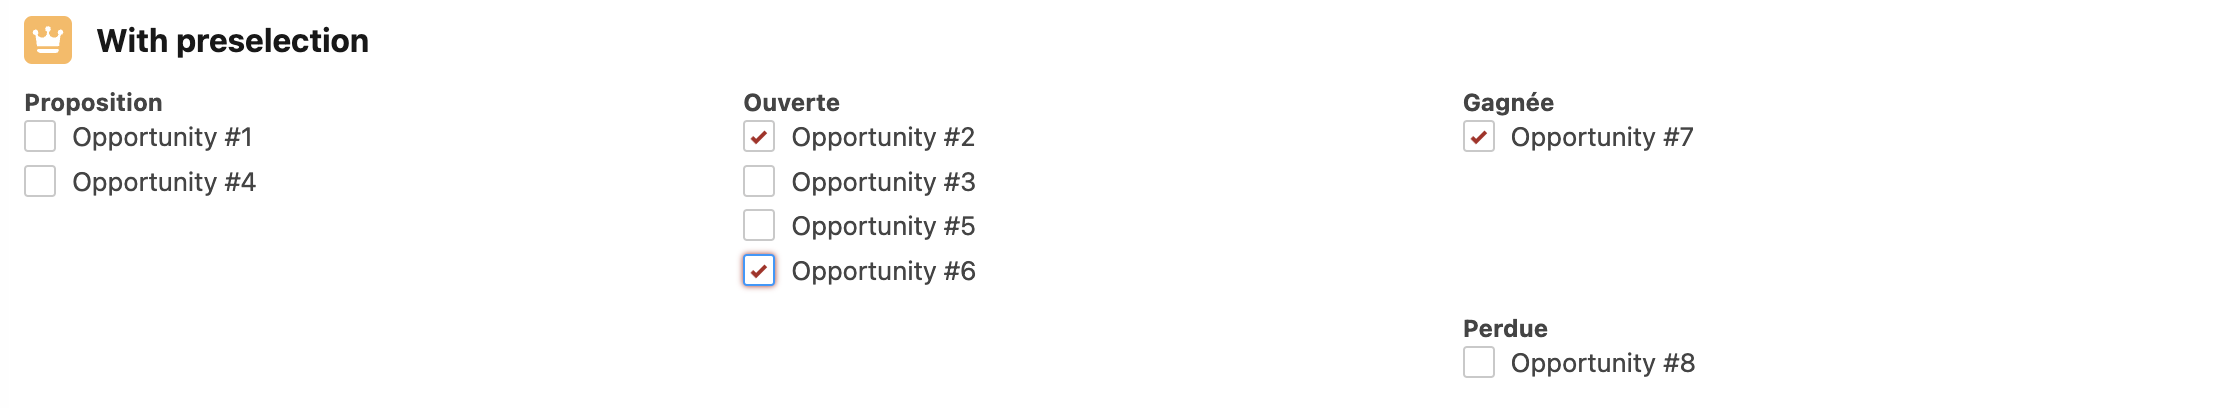 With preselection
Proposition
Opportunity #1
Opportunity #4
Ouverte
Opportunity #2
Opportunity #3
Opportunity #5
Opportunity #6
Gagnée
Opportunity #7
Perdue
Opportunity #8